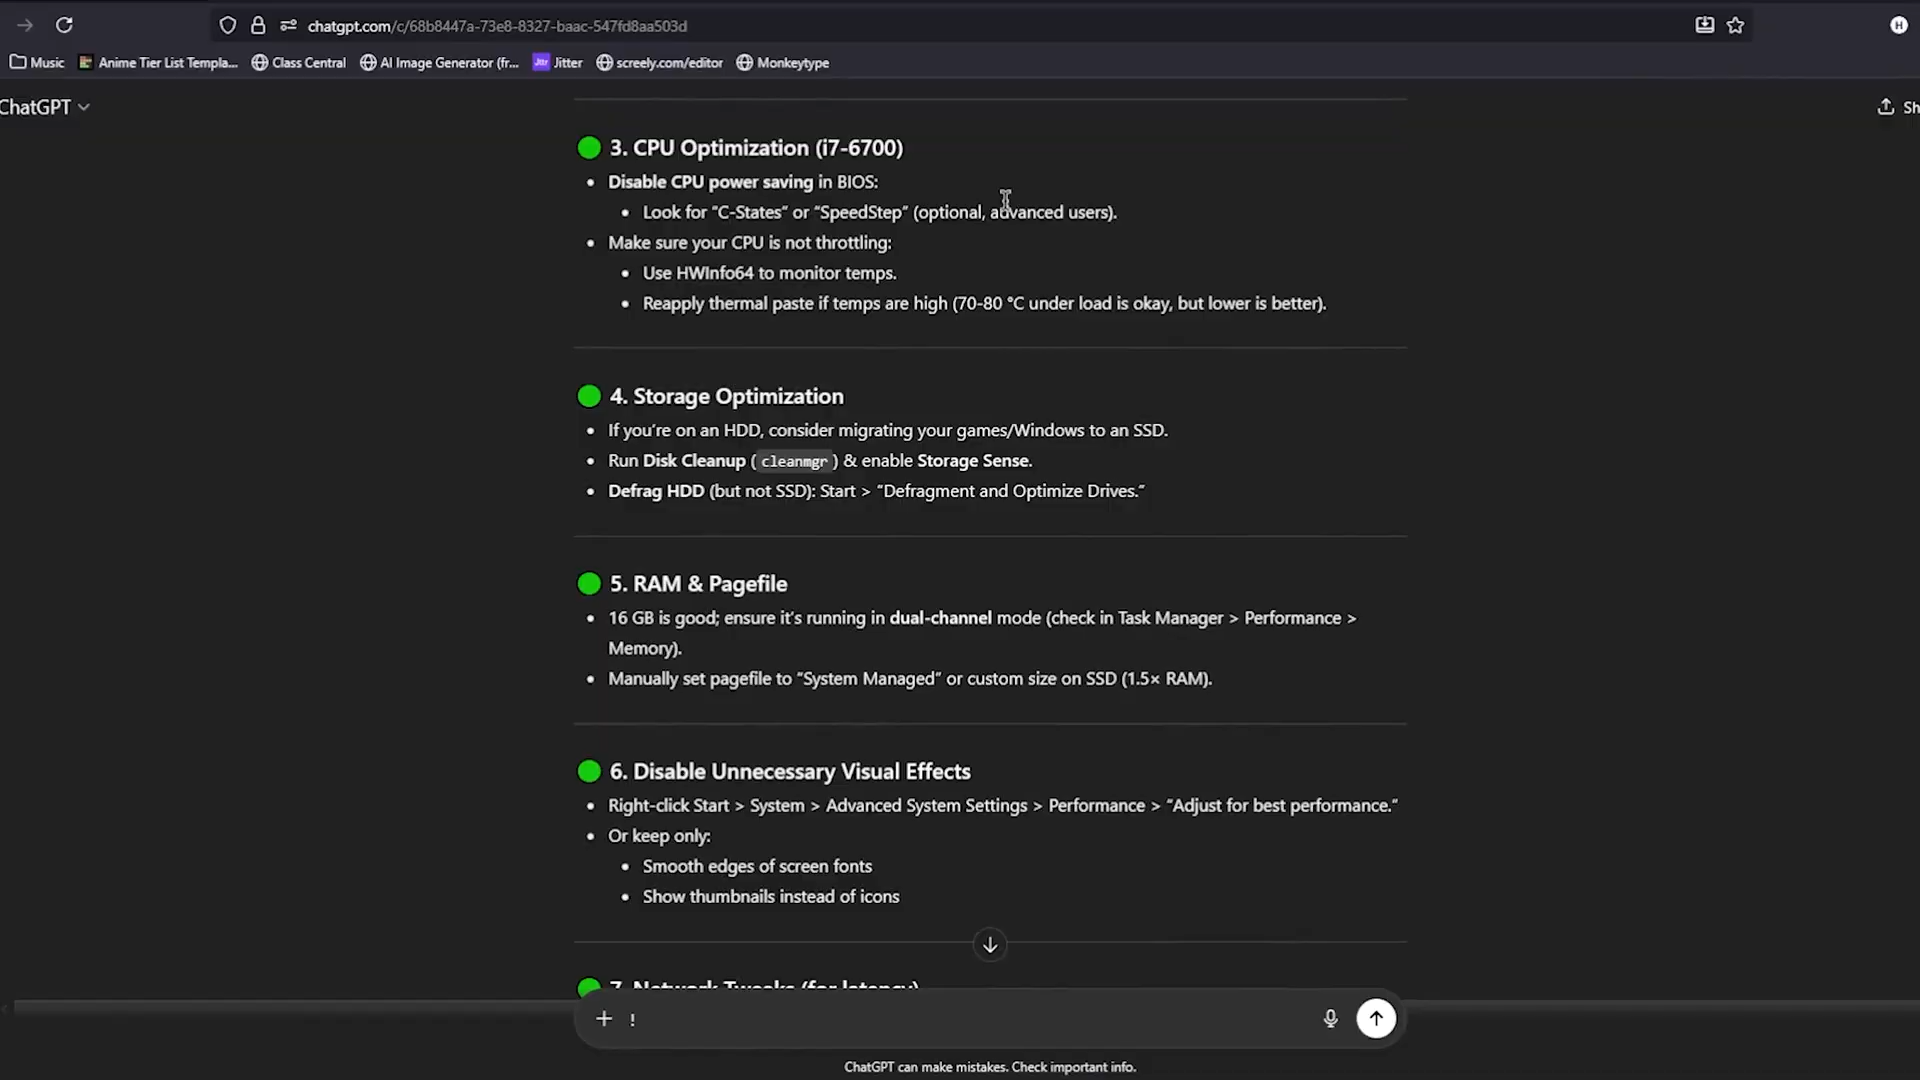 chatgpt.com/c/68b8447a-73e8-8327-baac-547fd8aa503d
H
Music Anime Tier List Templa... Class Central AI Image Generator (fr... Jitter screely.com/editor Monkeytype
ChatGPT
Sh
3. CPU Optimization (i7-6700)
• Disable CPU power saving in BIOS:
• Look for “C-States” or “SpeedStep” (optional, advanced users).
• Make sure your CPU is not throttling:
• Use HWInfo64 to monitor temps.
• Reapply thermal paste if temps are high (70-80 °C under load is okay, but lower is better).
4. Storage Optimization
• If you’re on an HDD, consider migrating your games/Windows to an SSD.
• Run Disk Cleanup ( cleanmgr ) & enable Storage Sense.
• Defrag HDD (but not SSD): Start > “Defragment and Optimize Drives.”
5. RAM & Pagefile
• 16 GB is good; ensure it’s running in dual-channel mode (check in Task Manager > Performance >
Memory).
• Manually set pagefile to “System Managed” or custom size on SSD (1.5× RAM).
6. Disable Unnecessary Visual Effects
• Right-click Start > System > Advanced System Settings > Performance > “Adjust for best performance.”
• Or keep only:
• Smooth edges of screen fonts
• Show thumbnails instead of icons
7. Network Tweaks (for latency)
!
ChatGPT can make mistakes. Check important info.